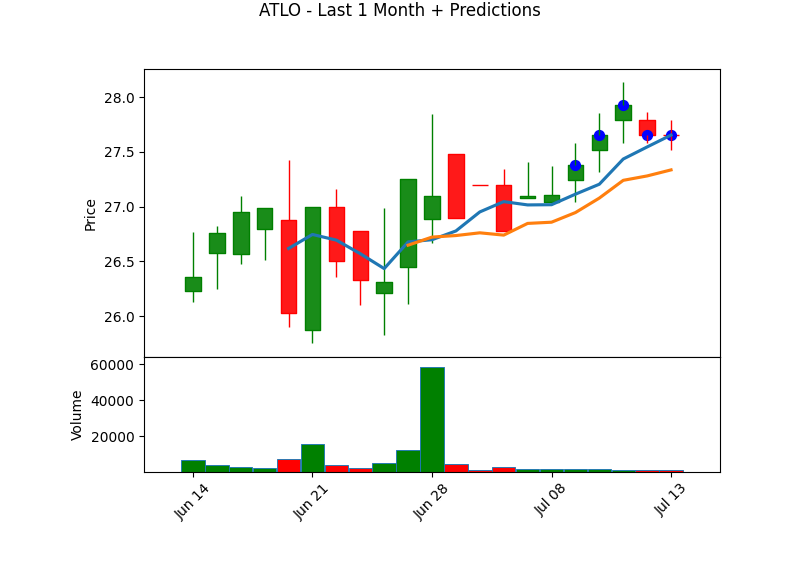 ATLO - Last 1 Month + Predictions
28.0
27.5
27.0
26.5
26.0
Price
60000
40000
20000
Volume
Jun 14
Jun 21
Jun 28
Jul 08
Jul 13